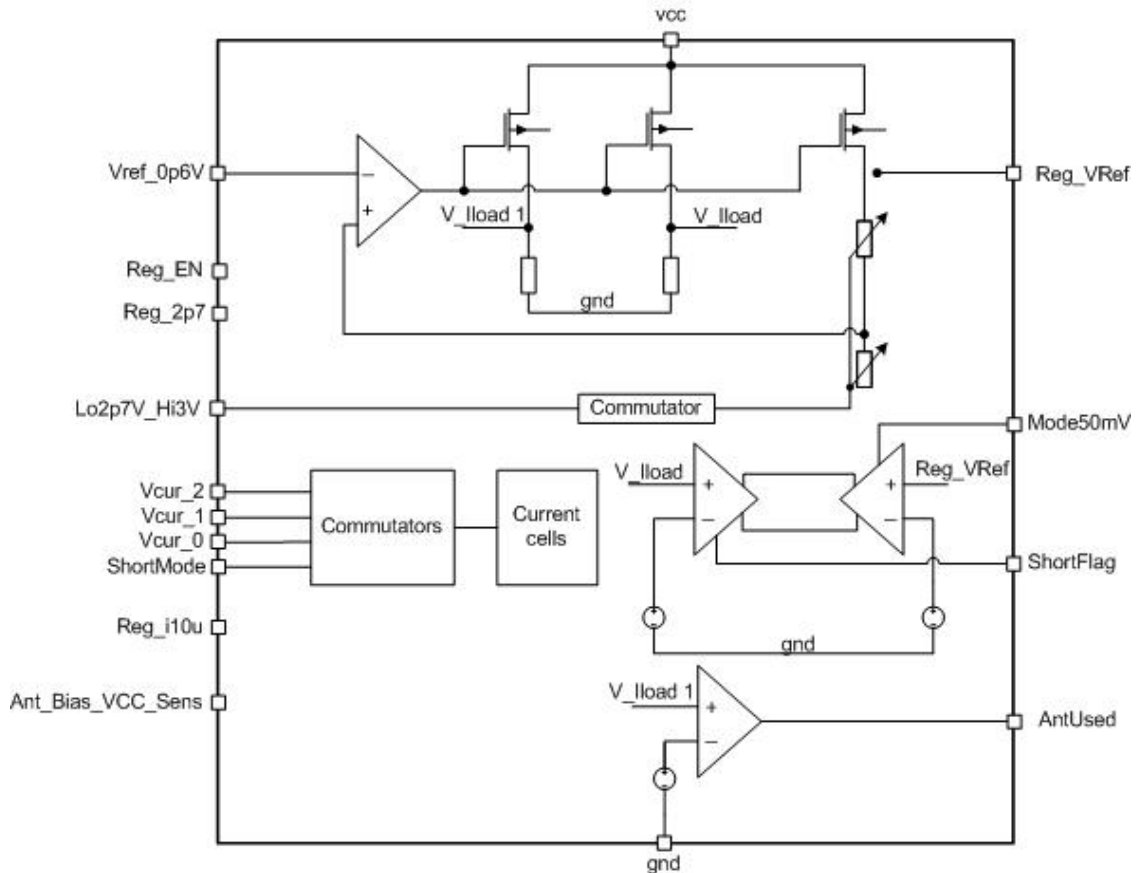 vcc
Vref_0p6V
−
+
V_Iload 1
V_Iload
Reg_VRef
Reg_EN
gnd
Reg_2p7
Lo2p7V_Hi3V
Commutator
Mode50mV
V_Iload
+
−
+
−
Reg_VRef
Vcur_2
Vcur_1
Vcur_0
ShortMode
Commutators
Current
cells
ShortFlag
Reg_i10u
gnd
Ant_Bias_VCC_Sens
V_Iload 1
+
−
AntUsed
gnd